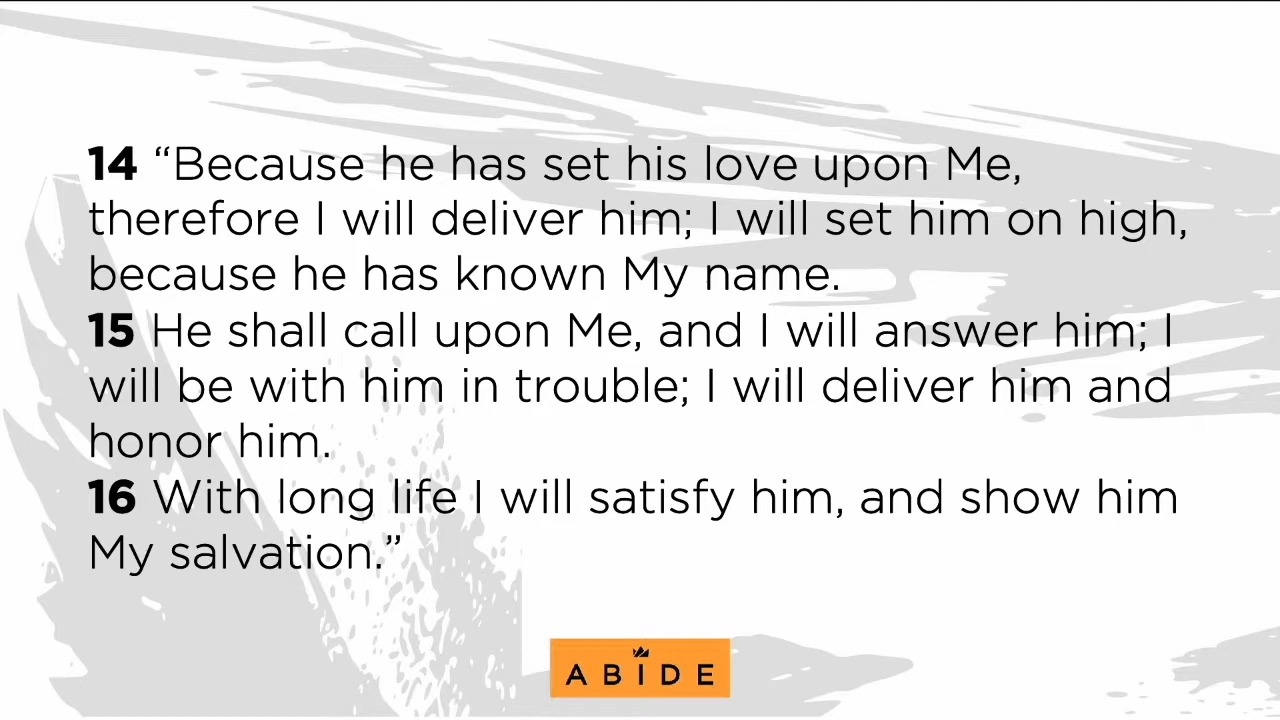 14 “Because he has set his love upon Me,
therefore I will deliver him; I will set him on high,
because he has known My name.
15 He shall call upon Me, and I will answer him; I
will be with him in trouble; I will deliver him and
honor him.
16 With long life I will satisfy him, and show him
My salvation.”
ABIDE